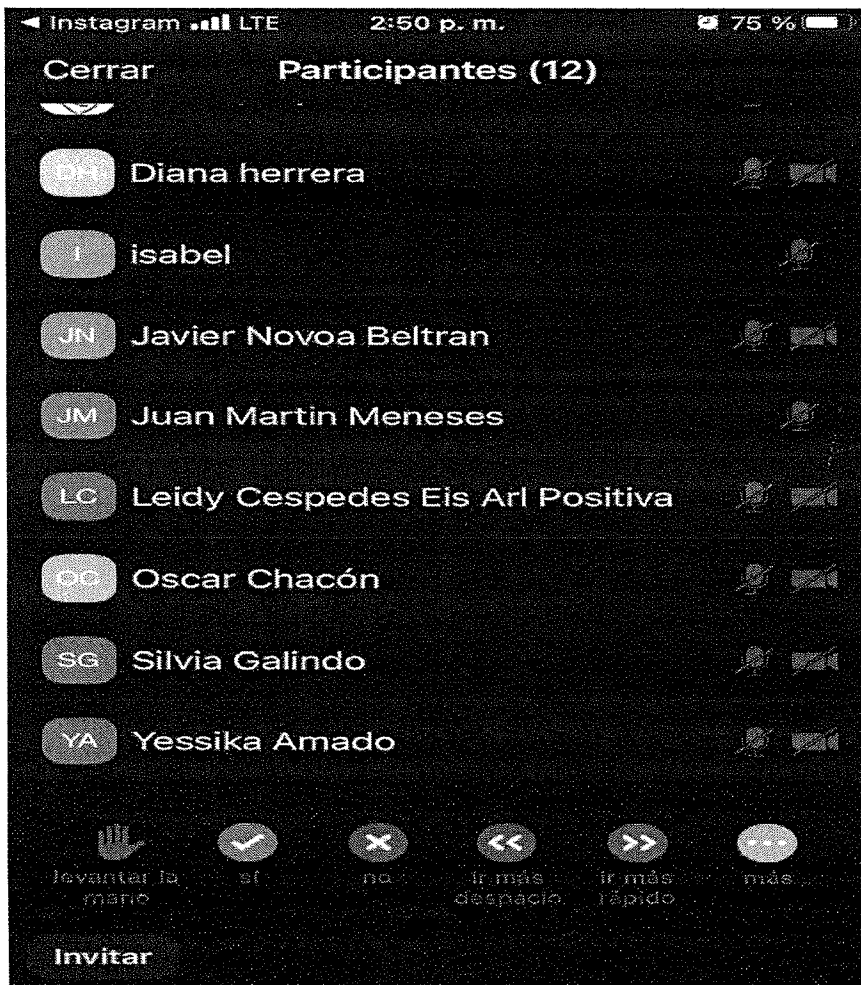 ◄ Instagram LTE 2:50 p. m. 75 %
Cerrar Participantes (12)
DH Diana herrera
I isabel
JN Javier Novoa Beltran
JM Juan Martin Meneses
LC Leidy Cespedes Eis Arl Positiva
OC Oscar Chacón
SG Silvia Galindo
YA Yessika Amado
levantar la mano
sí
no
ir más despacio
ir más rápido
más
Invitar